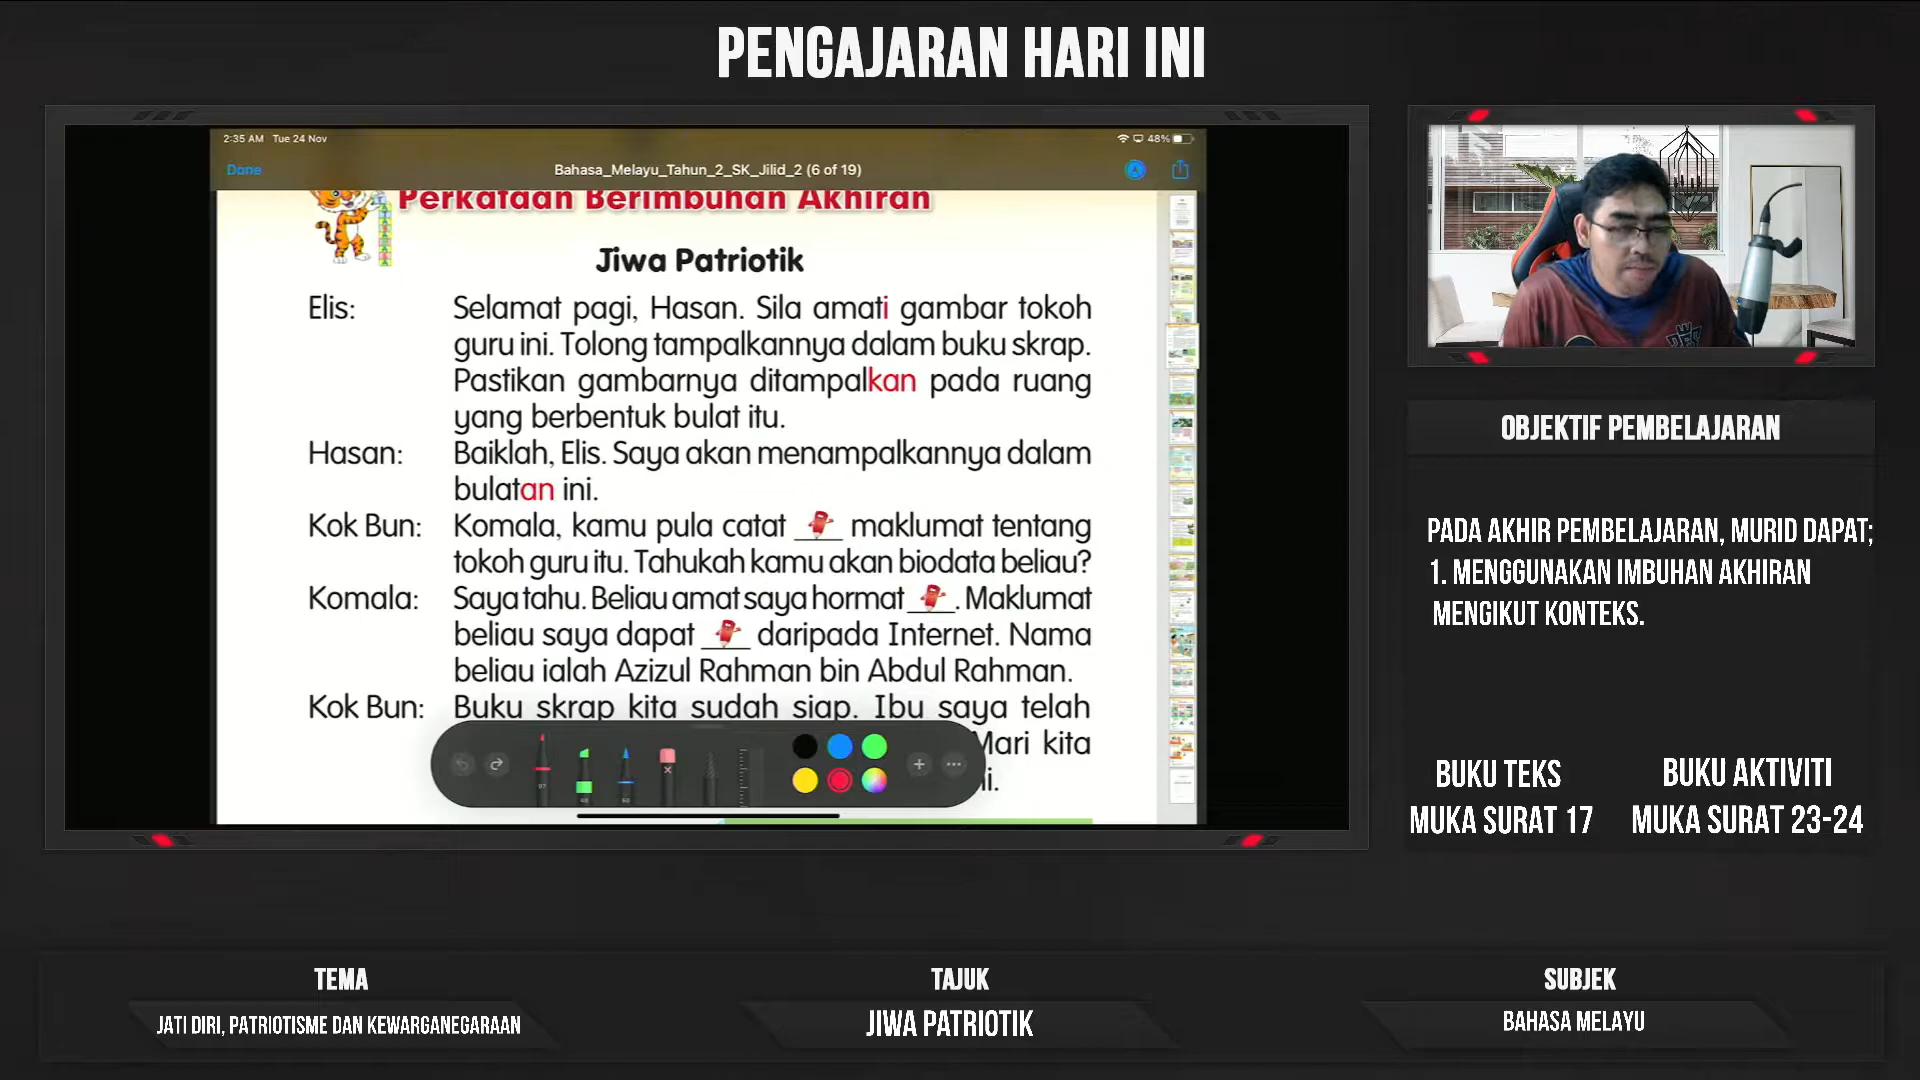 PENGAJARAN HARI INI
2:35 AM Tue 24 Nov
48%
Done
Bahasa_Melayu_Tahun_2_SK_Jilid_2 (6 of 19)
Perkataan Berimbuhan Akhiran
Jiwa Patriotik
Elis: Selamat pagi, Hasan. Sila amati gambar tokoh
guru ini. Tolong tampalkannya dalam buku skrap.
Pastikan gambarnya ditampalkan pada ruang
yang berbentuk bulat itu.
Hasan: Baiklah, Elis. Saya akan menampalkannya dalam
bulatan ini.
Kok Bun: Komala, kamu pula catat ___ maklumat tentang
tokoh guru itu. Tahukah kamu akan biodata beliau?
Komala: Saya tahu. Beliau amat saya hormat ___. Maklumat
beliau saya dapat ___ daripada Internet. Nama
beliau ialah Azizul Rahman bin Abdul Rahman.
Kok Bun: Buku skrap kita sudah siap. Ibu saya telah
Mari kita
OBJEKTIF PEMBELAJARAN
PADA AKHIR PEMBELAJARAN, MURID DAPAT;
1. MENGGUNAKAN IMBUHAN AKHIRAN
MENGIKUT KONTEKS.
BUKU TEKS
MUKA SURAT 17
BUKU AKTIVITI
MUKA SURAT 23-24
TEMA
JATI DIRI, PATRIOTISME DAN KEWARGANEGARAAN
TAJUK
JIWA PATRIOTIK
SUBJEK
BAHASA MELAYU